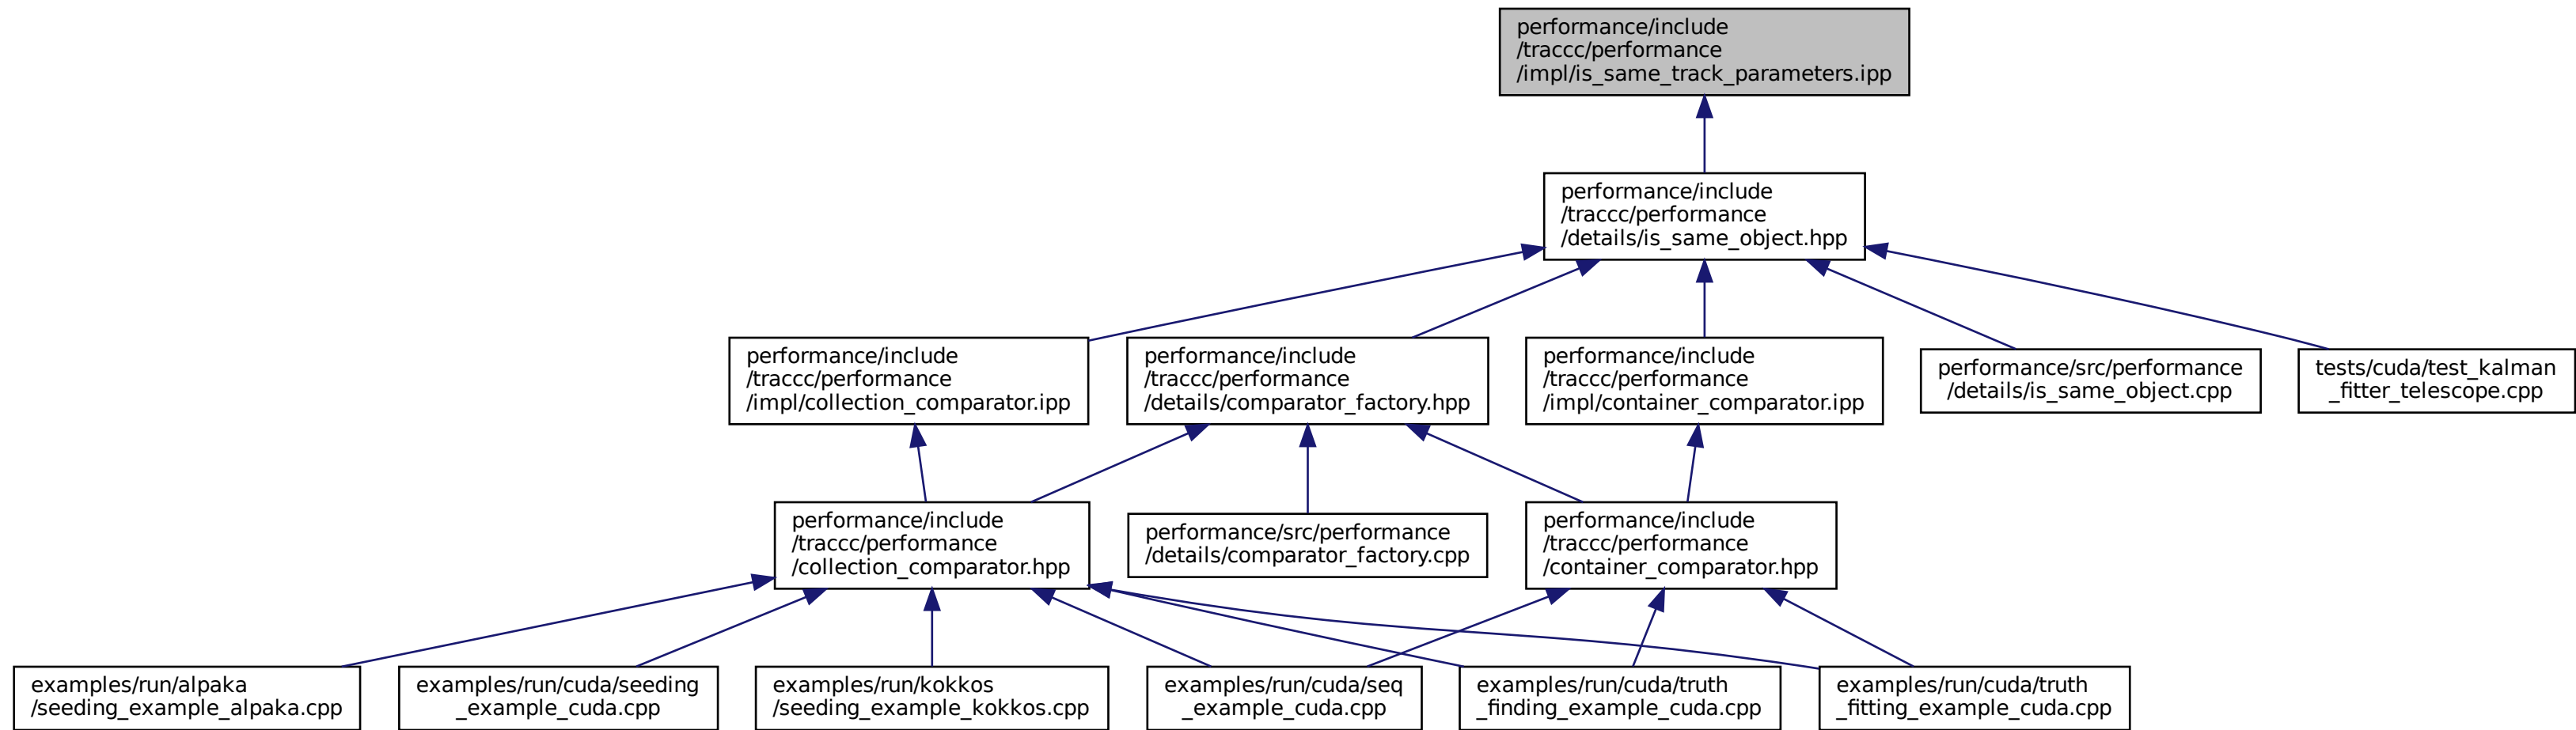 performance/include
/traccc/performance
/impl/is_same_track_parameters.ipp
performance/include
/traccc/performance
/details/is_same_object.hpp
performance/include
/traccc/performance
/impl/collection_comparator.ipp
performance/include
/traccc/performance
/details/comparator_factory.hpp
performance/include
/traccc/performance
/impl/container_comparator.ipp
performance/src/performance
/details/is_same_object.cpp
tests/cuda/test_kalman
_fitter_telescope.cpp
performance/include
/traccc/performance
/collection_comparator.hpp
performance/src/performance
/details/comparator_factory.cpp
performance/include
/traccc/performance
/container_comparator.hpp
examples/run/alpaka
/seeding_example_alpaka.cpp
examples/run/cuda/seeding
_example_cuda.cpp
examples/run/kokkos
/seeding_example_kokkos.cpp
examples/run/cuda/seq
_example_cuda.cpp
examples/run/cuda/truth
_finding_example_cuda.cpp
examples/run/cuda/truth
_fitting_example_cuda.cpp